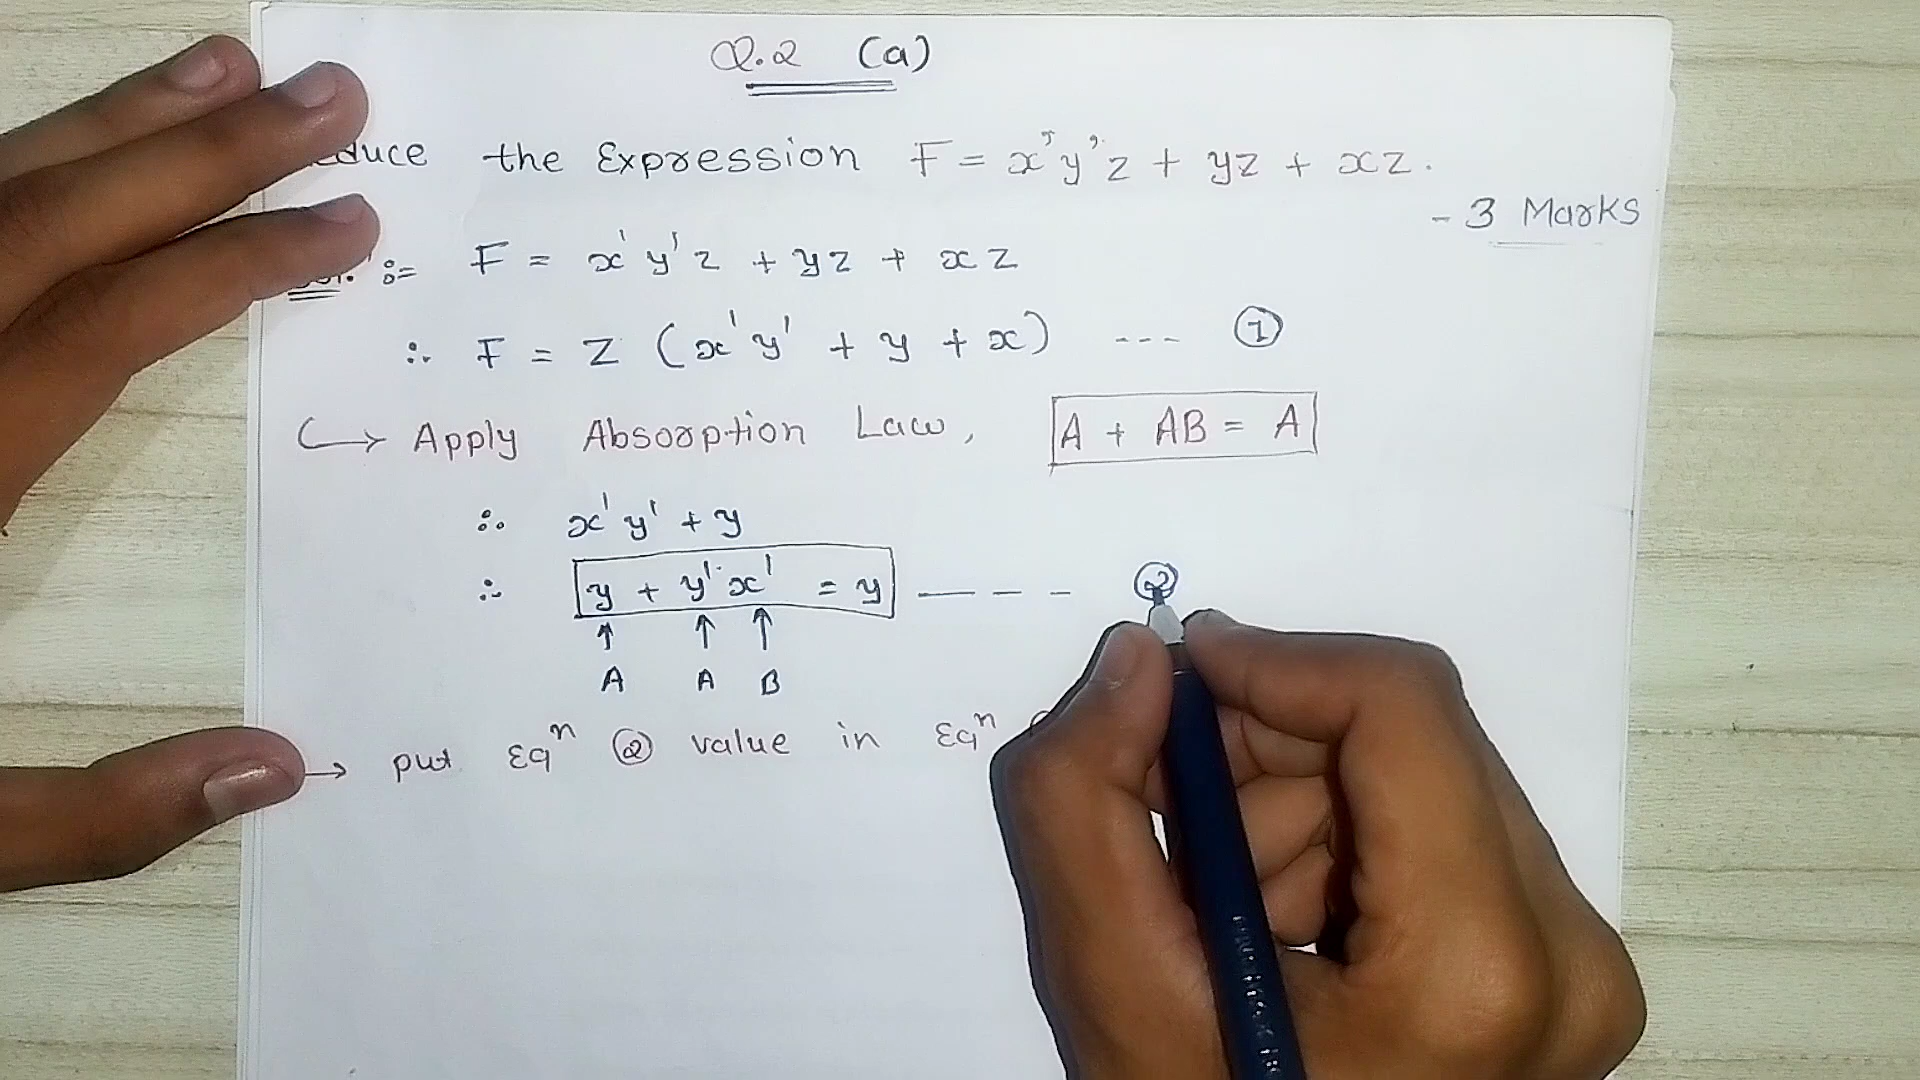 Q.2 (a)
the Expression F = x'y'z + yz + xz.
- 3 Marks
:= F = x'y'z + yz + xz
∴ F = Z (x'y' + y + x) --- ①
↪ Apply Absorption Law, A + AB = A
∴ x'y' + y
∴ y + y'x' = y ---- ②
↑ ↑ ↑
A A B
→ put Eqⁿ ② value in Eqⁿ